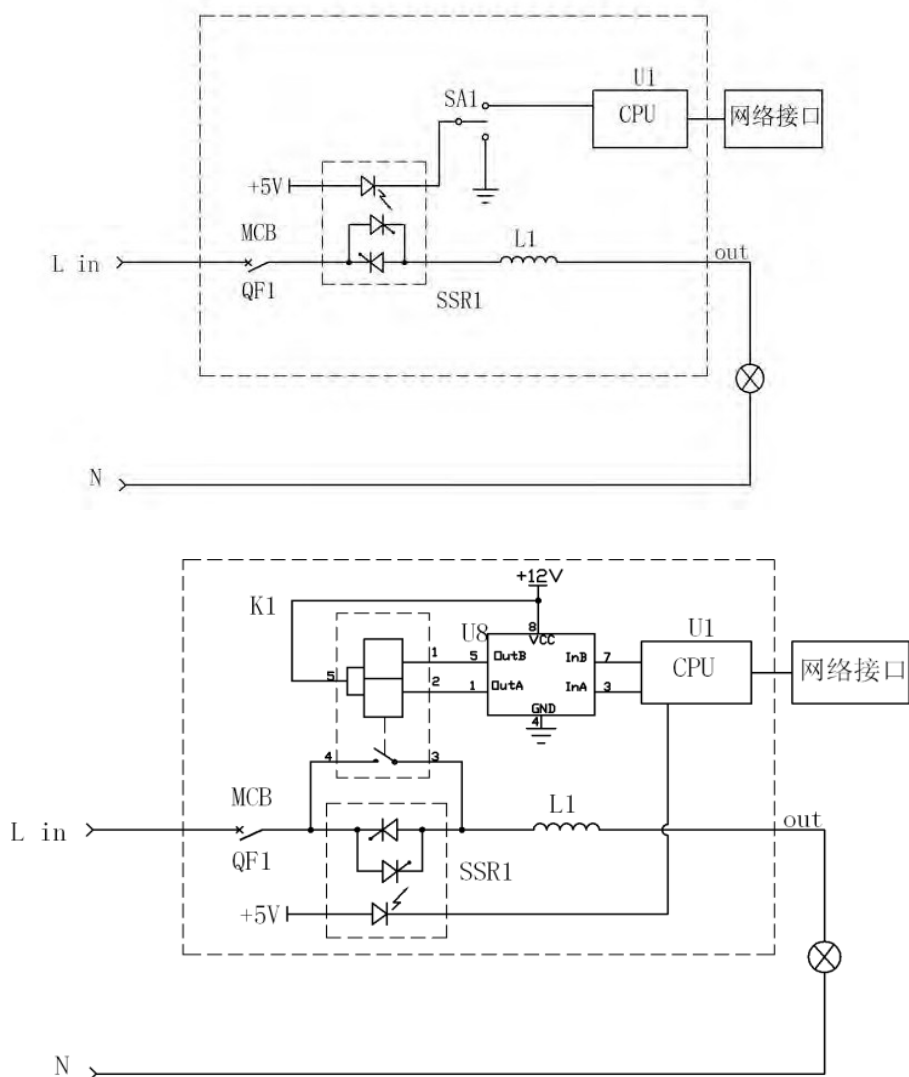 U1
SA1
CPU
网络接口
+5V
MCB
L1
L in
out
QF1
SSR1
N
+12V
K1
U8
8
VCC
U1
1
5
OutB
InB
7
CPU
网络接口
5
2
1
OutA
InA
3
GND
4
4
3
MCB
L1
L in
out
QF1
SSR1
+5V
N